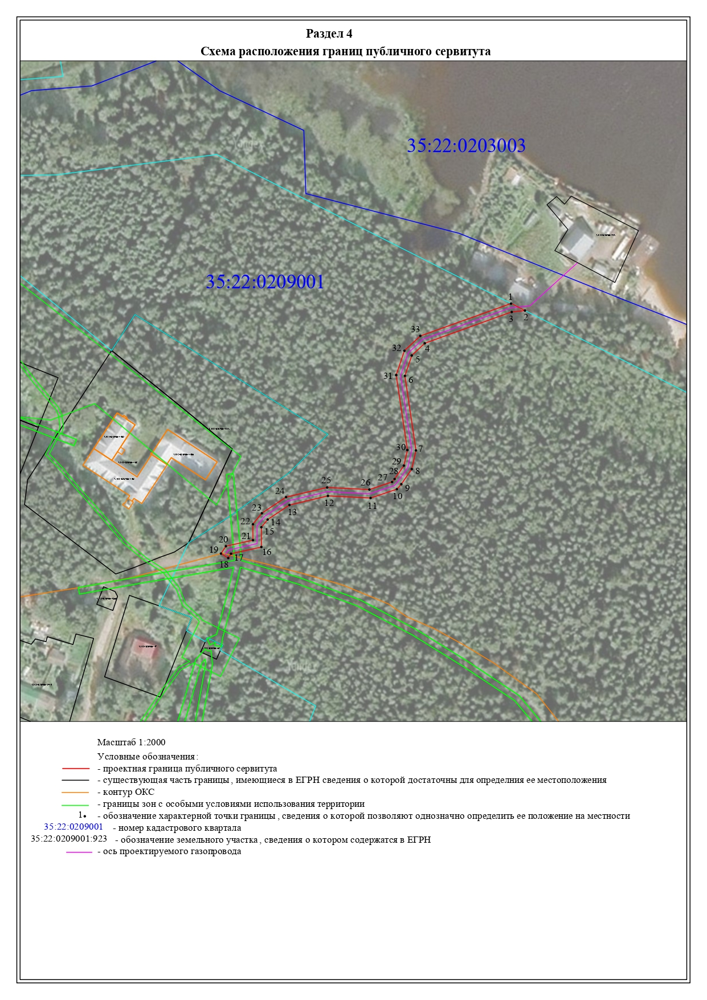 Раздел 4
Схема расположения границ публичного сервитута
35:22:0203003
35:22:0209001
1
2
3
33
4
32
5
31
6
30
7
29
8
28
27
9
26
10
25
11
24
12
13
23
14
22
15
21
16
20
19
17
18
Масштаб 1:2000
Условные обозначения:
- проектная граница публичного сервитута
- существующая часть границы, имеющиеся в ЕГРН сведения о которой достаточны для определния ее местоположения
- контур ОКС
- границы зон с особыми условиями использования территории
1 - обозначение характерной точки границы, сведения о которой позволяют однозначно определить ее положение на местности
35:22:0209001 - номер кадастрового квартала
35:22:0209001:923 - обозначение земельного участка, сведения о котором содержатся в ЕГРН
- ось проектируемого газопровода